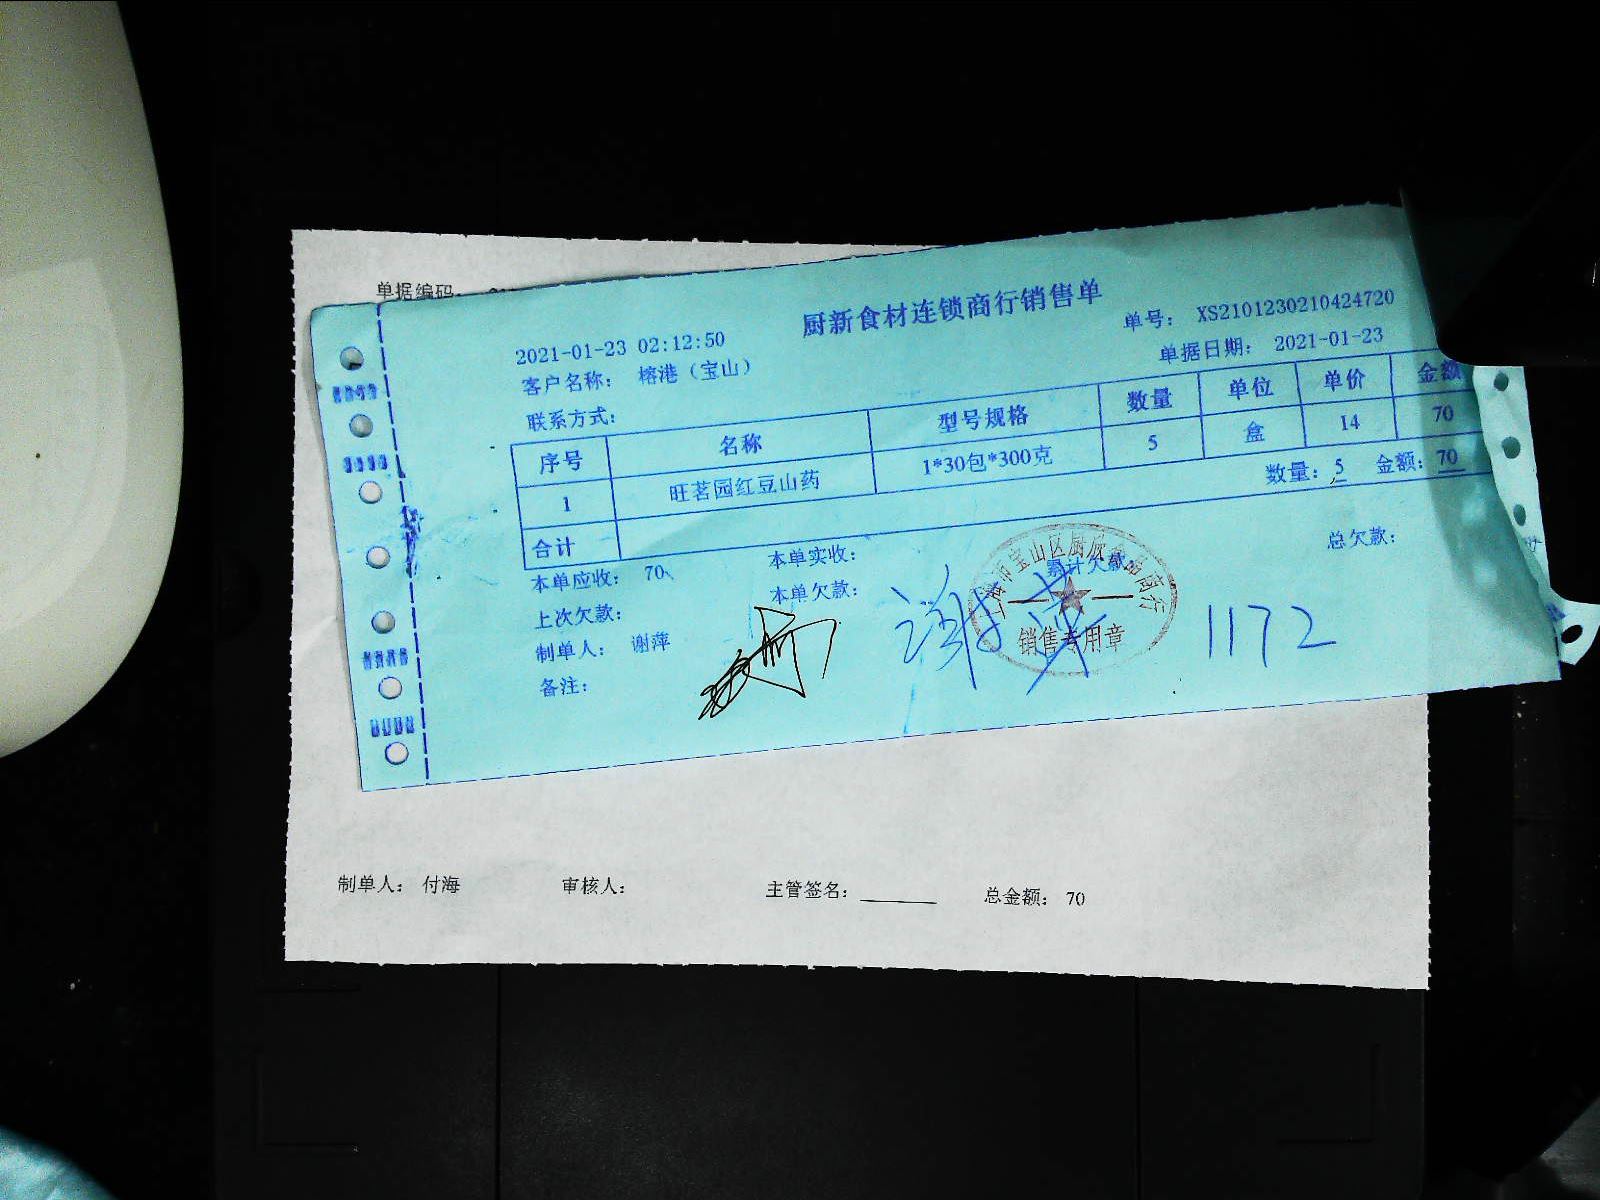 单据编码：
厨新食材连锁商行销售单
2021-01-23 02:12:50
单号： XS2101230210424720
客户名称： 榕港（宝山）
单据日期： 2021-01-23
联系方式：
序号 名称 型号规格 数量 单位 单价 金额
1 旺茗园红豆山药 1*30包*300克 5 盒 14 70
合计 数量：5 金额：70
本单应收： 70 本单实收： 累计欠款： 总欠款：
上次欠款： 本单欠款：
制单人： 谢萍
备注：
1172
销售专用章
制单人： 付海 审核人： 主管签名： 总金额： 70